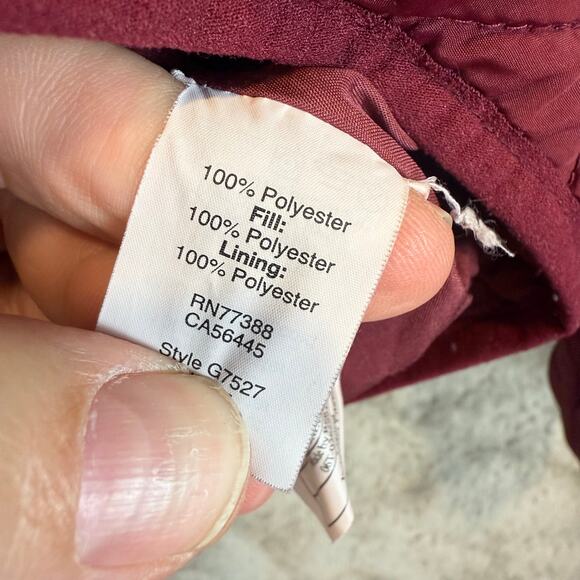 100% Polyester
Fill:
100% Polyester
Lining:
100% Polyester
RN77388
CA56445
Style G7527